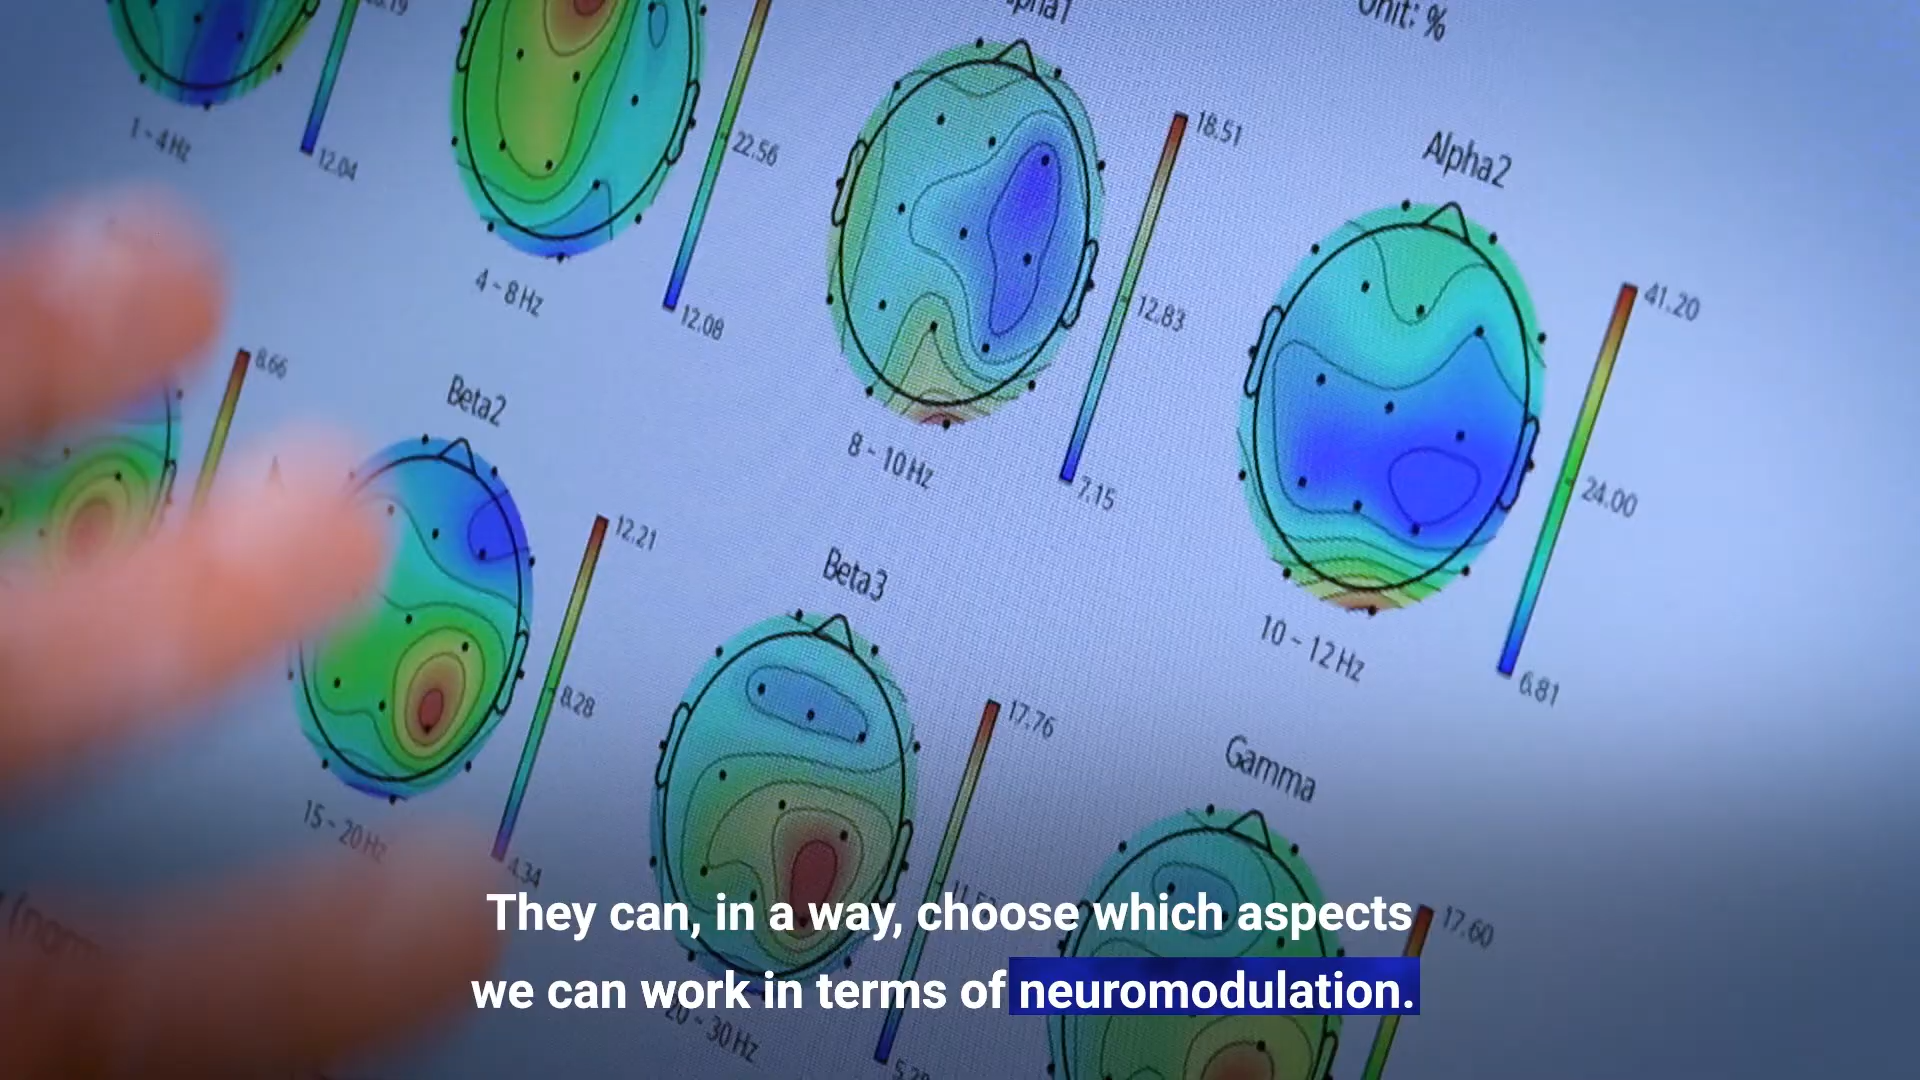 Unit: %
1 ~ 4 Hz
12.04
4 ~ 8 Hz
22.56
12.08
8 ~ 10 Hz
18.51
12.83
7.15
Alpha2
10 ~ 12 Hz
41.20
24.00
6.81
8.66
Beta2
15 ~ 20 Hz
12.21
8.28
4.34
Beta3
20 ~ 30 Hz
17.76
Gamma
17.60
They can, in a way, choose which aspects
we can work in terms of neuromodulation.